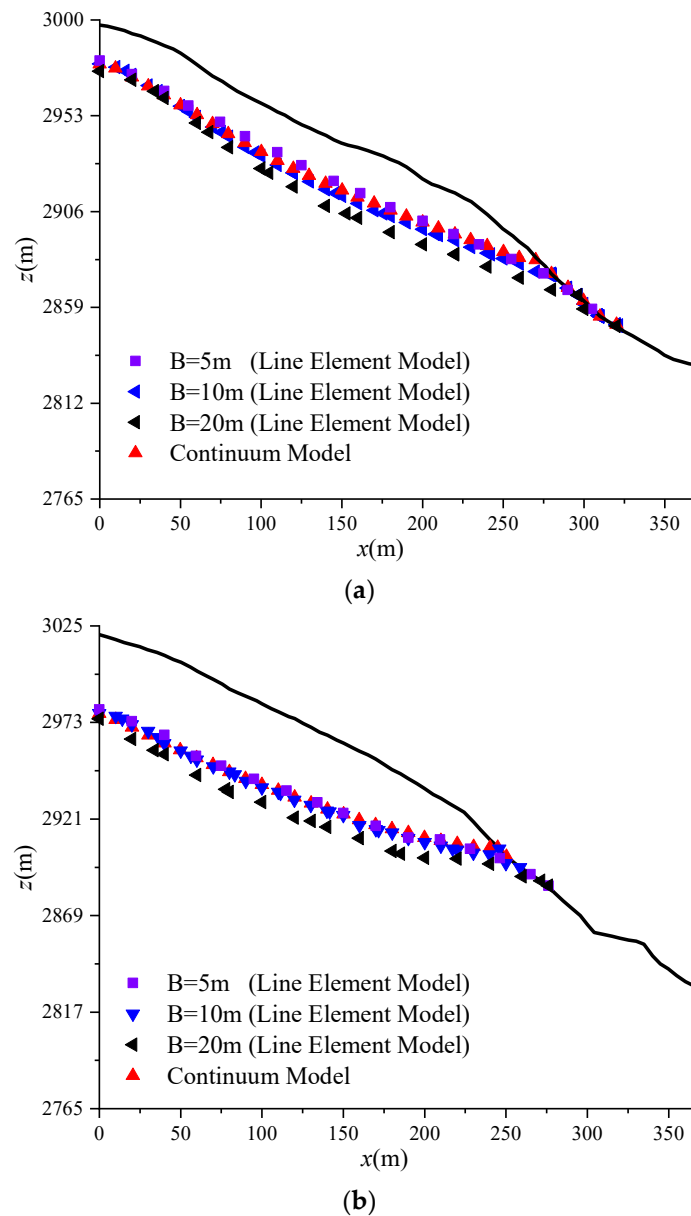 3000
2953
2906
2859
2812
2765
z(m)
B=5m (Line Element Model)
B=10m (Line Element Model)
B=20m (Line Element Model)
Continuum Model
0 50 100 150 200 250 300 350
x(m)
(a)
3025
2973
2921
2869
2817
2765
z(m)
B=5m (Line Element Model)
B=10m (Line Element Model)
B=20m (Line Element Model)
Continuum Model
0 50 100 150 200 250 300 350
x(m)
(b)